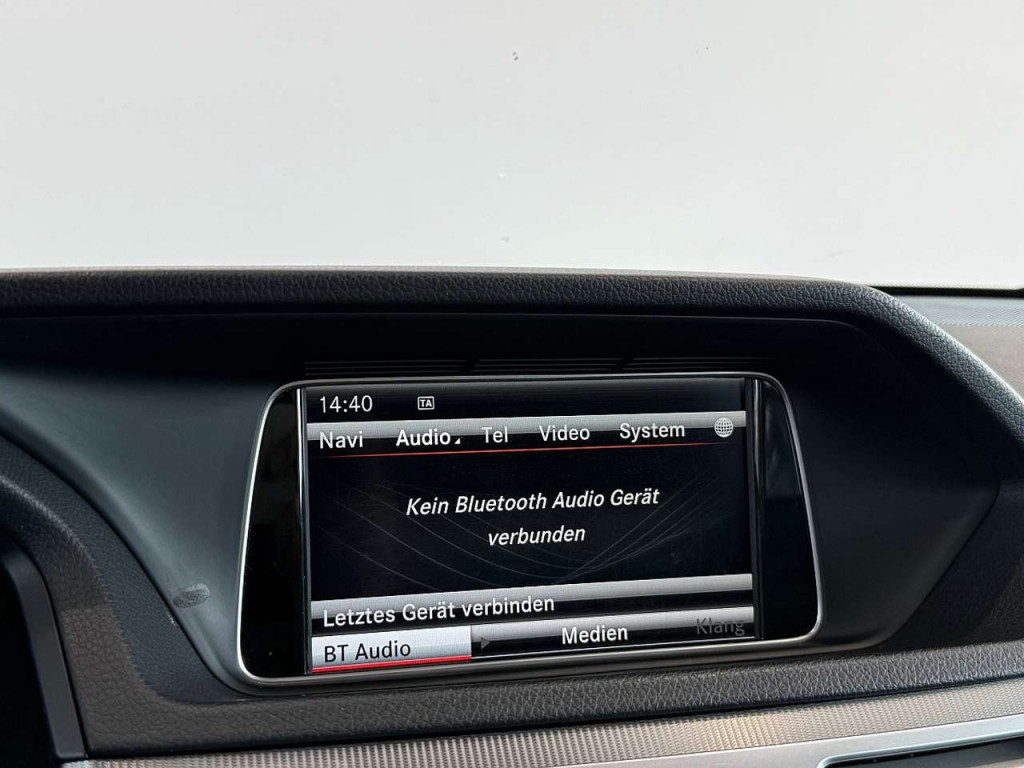 14:40 TA
Navi Audio Tel Video System
Kein Bluetooth Audio Gerät
verbunden
Letztes Gerät verbinden
BT Audio Medien Klang